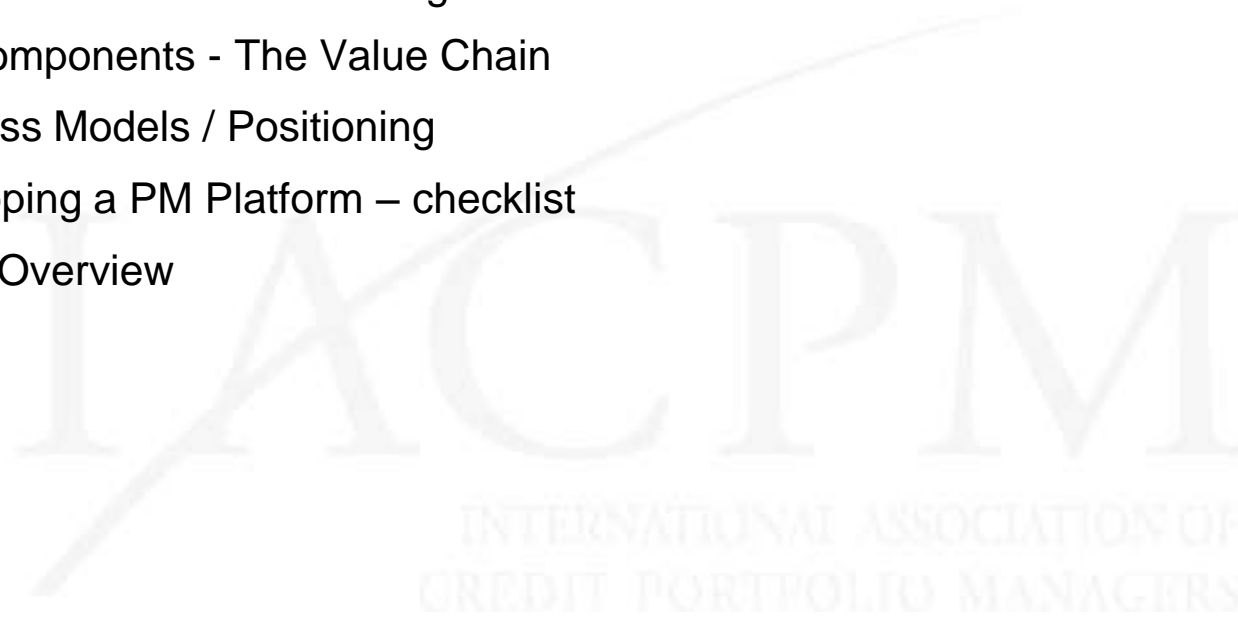 omponents - The Value Chain
ss Models / Positioning
ping a PM Platform – checklist
Overview
IACPM
INTERNATIONAL ASSOCIATION OF
CREDIT PORTFOLIO MANAGERS